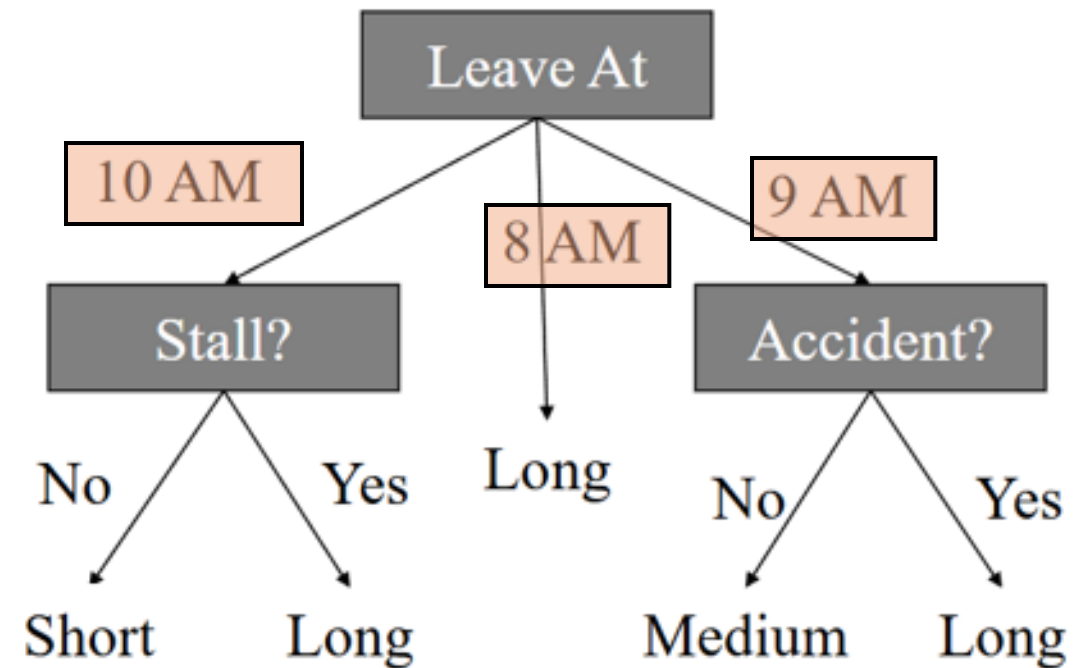 Leave At
10 AM
8 AM
9 AM
Stall?
Accident?
No
Yes
Long
No
Yes
Short
Long
Medium
Long